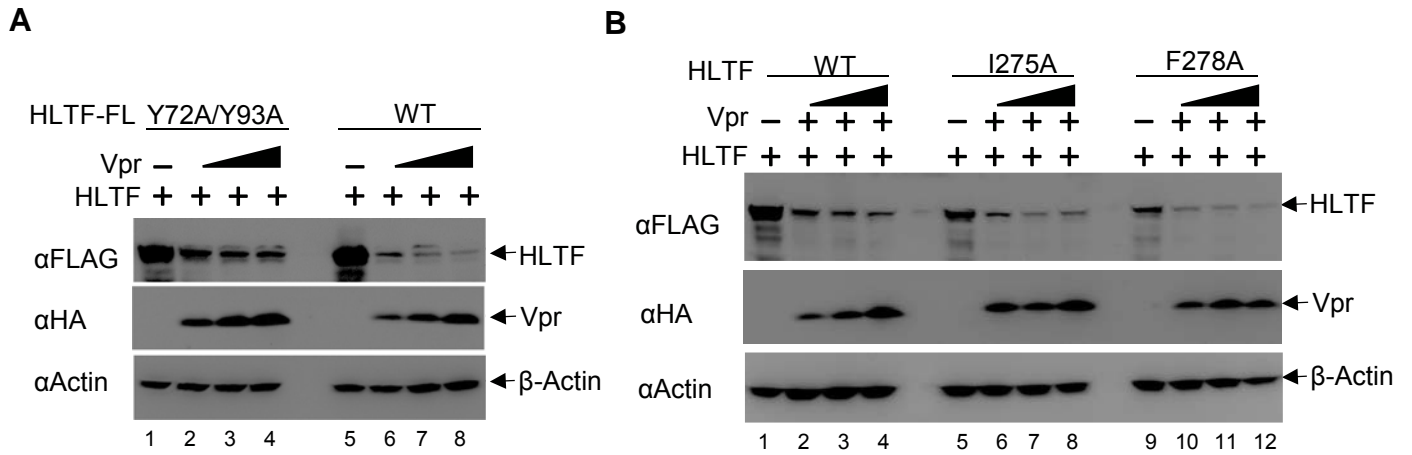 A
HLTF-FL Y72A/Y93A WT
Vpr –
HLTF + + + + + + + +
αFLAG HLTF
αHA Vpr
αActin β-Actin
1 2 3 4 5 6 7 8
B
HLTF WT I275A F278A
Vpr – + + + – + + + – + + +
HLTF + + + + + + + + + + + +
αFLAG HLTF
αHA Vpr
αActin β-Actin
1 2 3 4 5 6 7 8 9 10 11 12